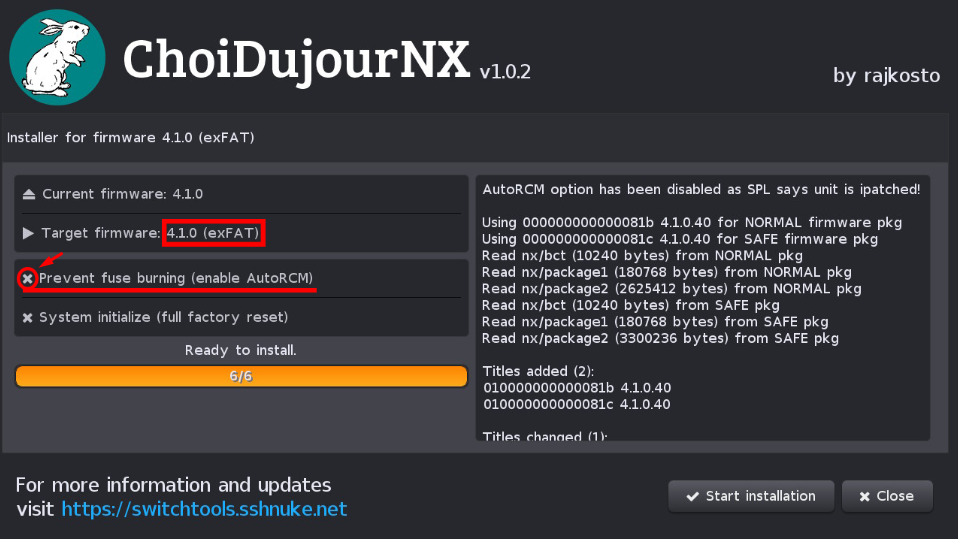 ChoiDujourNX v1.0.2
by rajkosto
Installer for firmware 4.1.0 (exFAT)
Current firmware: 4.1.0
Target firmware: 4.1.0 (exFAT)
Prevent fuse burning (enable AutoRCM)
System initialize (full factory reset)
Ready to install.
6/6
AutoRCM option has been disabled as SPL says unit is ipatched!
Using 000000000000081b 4.1.0.40 for NORMAL firmware pkg
Using 000000000000081c 4.1.0.40 for SAFE firmware pkg
Read nx/bct (10240 bytes) from NORMAL pkg
Read nx/package1 (180768 bytes) from NORMAL pkg
Read nx/package2 (2625412 bytes) from NORMAL pkg
Read nx/bct (10240 bytes) from SAFE pkg
Read nx/package1 (180768 bytes) from SAFE pkg
Read nx/package2 (3300236 bytes) from SAFE pkg
Titles added (2):
010000000000081b 4.1.0.40
010000000000081c 4.1.0.40
Titles changed (1):
For more information and updates
visit https://switchtools.sshnuke.net
Start installation
Close